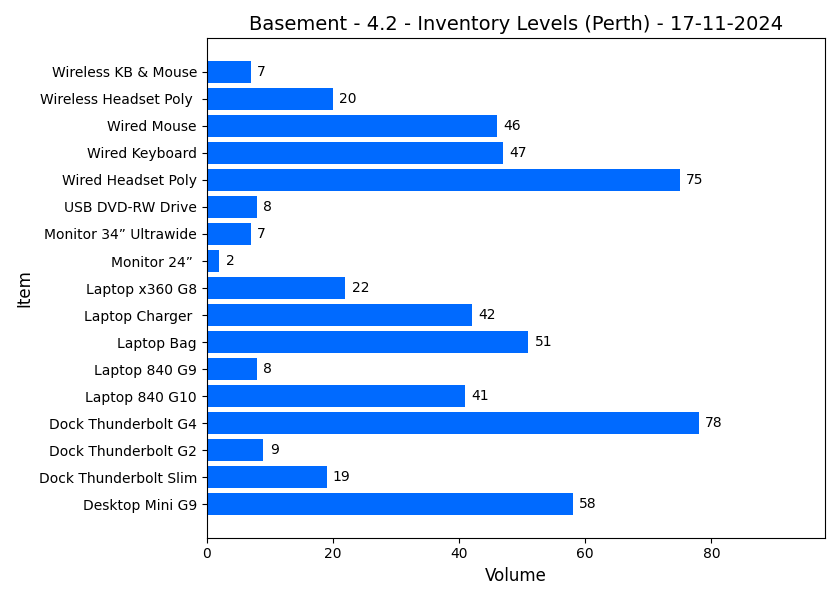 Basement - 4.2 - Inventory Levels (Perth) - 17-11-2024
Wireless KB & Mouse 7
Wireless Headset Poly 20
Wired Mouse 46
Wired Keyboard 47
Wired Headset Poly 75
USB DVD-RW Drive 8
Monitor 34” Ultrawide 7
Monitor 24” 2
Laptop x360 G8 22
Laptop Charger 42
Laptop Bag 51
Laptop 840 G9 8
Laptop 840 G10 41
Dock Thunderbolt G4 78
Dock Thunderbolt G2 9
Dock Thunderbolt Slim 19
Desktop Mini G9 58
Item
0 20 40 60 80
Volume